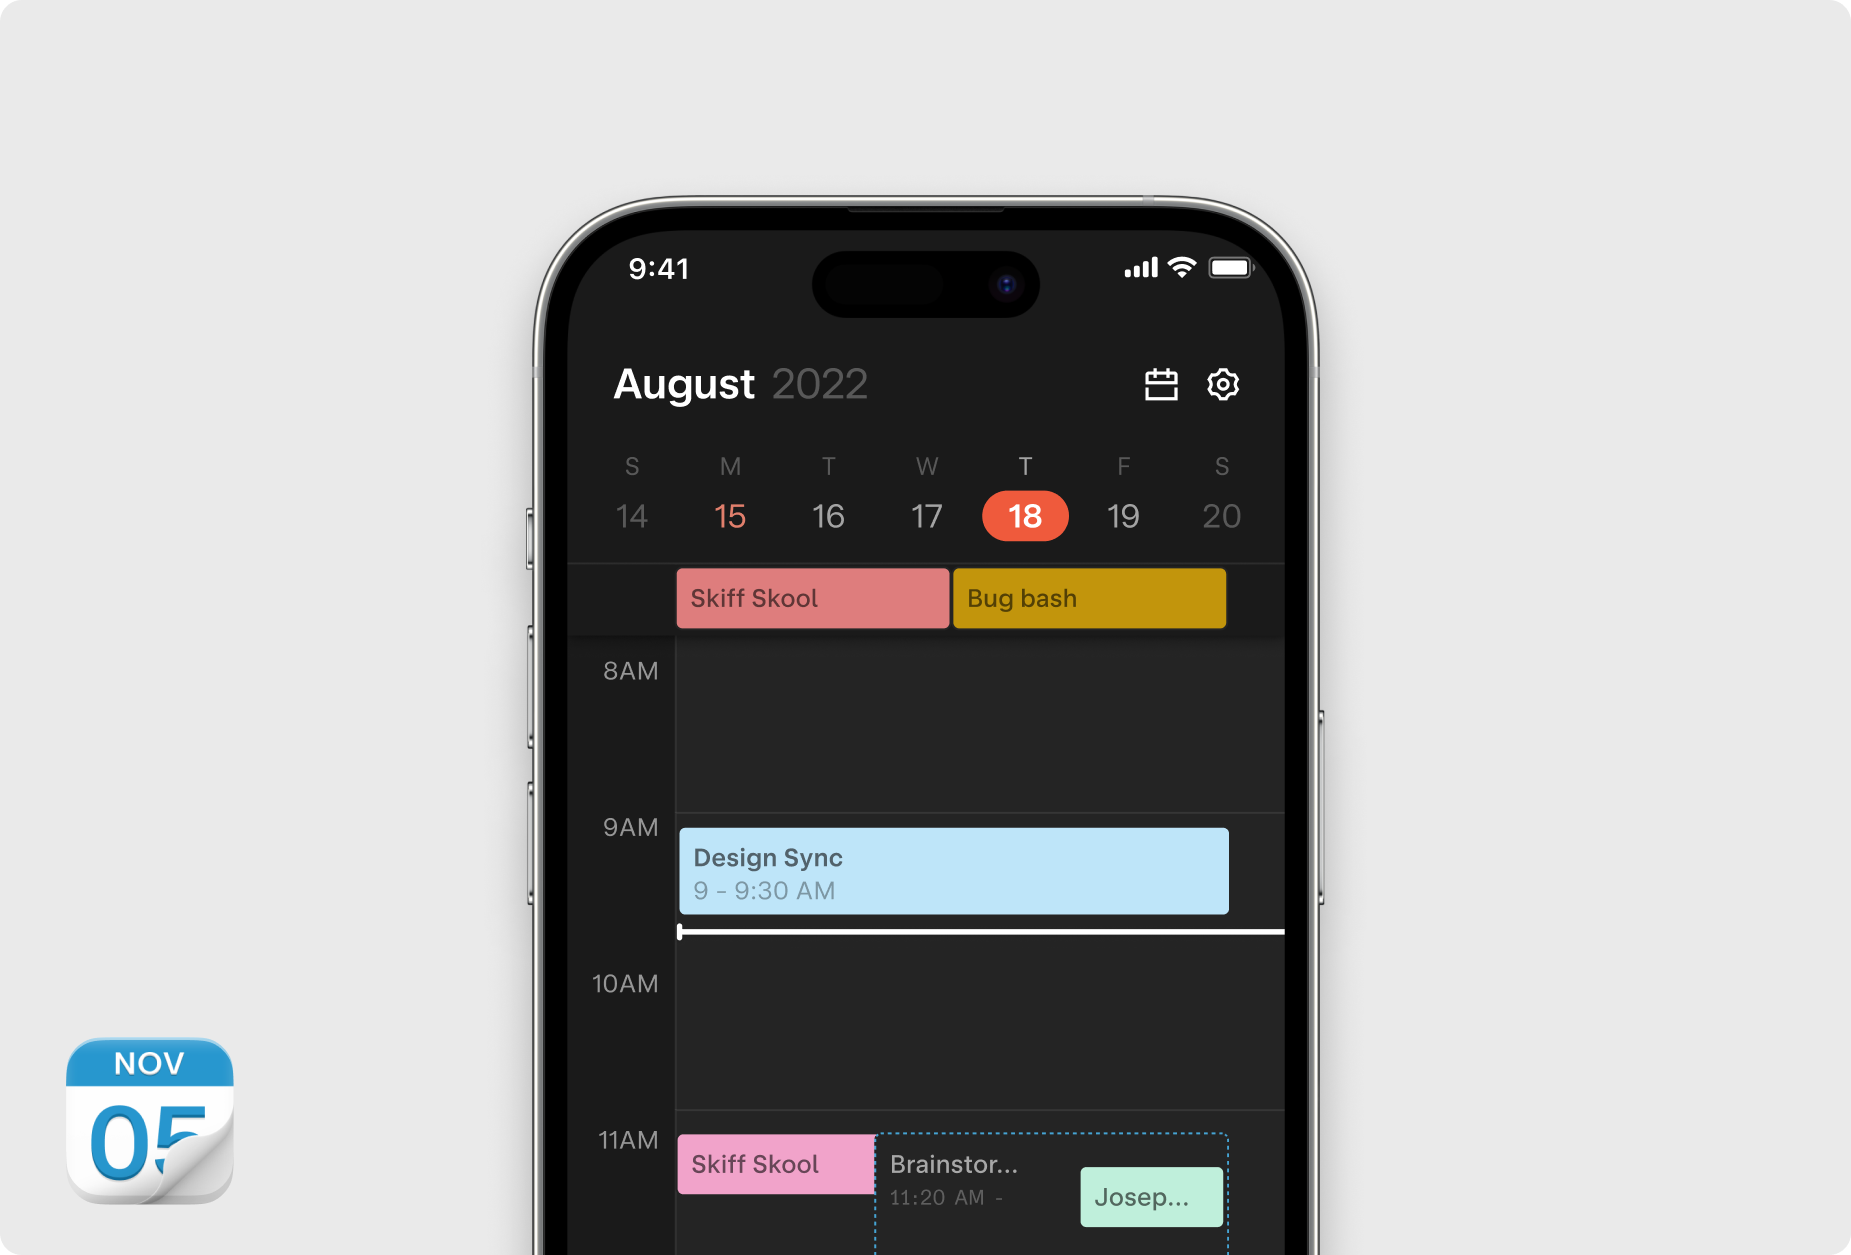 9:41
August 2022
S M T W T F S
14 15 16 17 18 19 20
Skiff Skool Bug bash
8AM
9AM
Design Sync
9 - 9:30 AM
10AM
11AM
Skiff Skool Brainstor...
11:20 AM -
Josep...
NOV
05